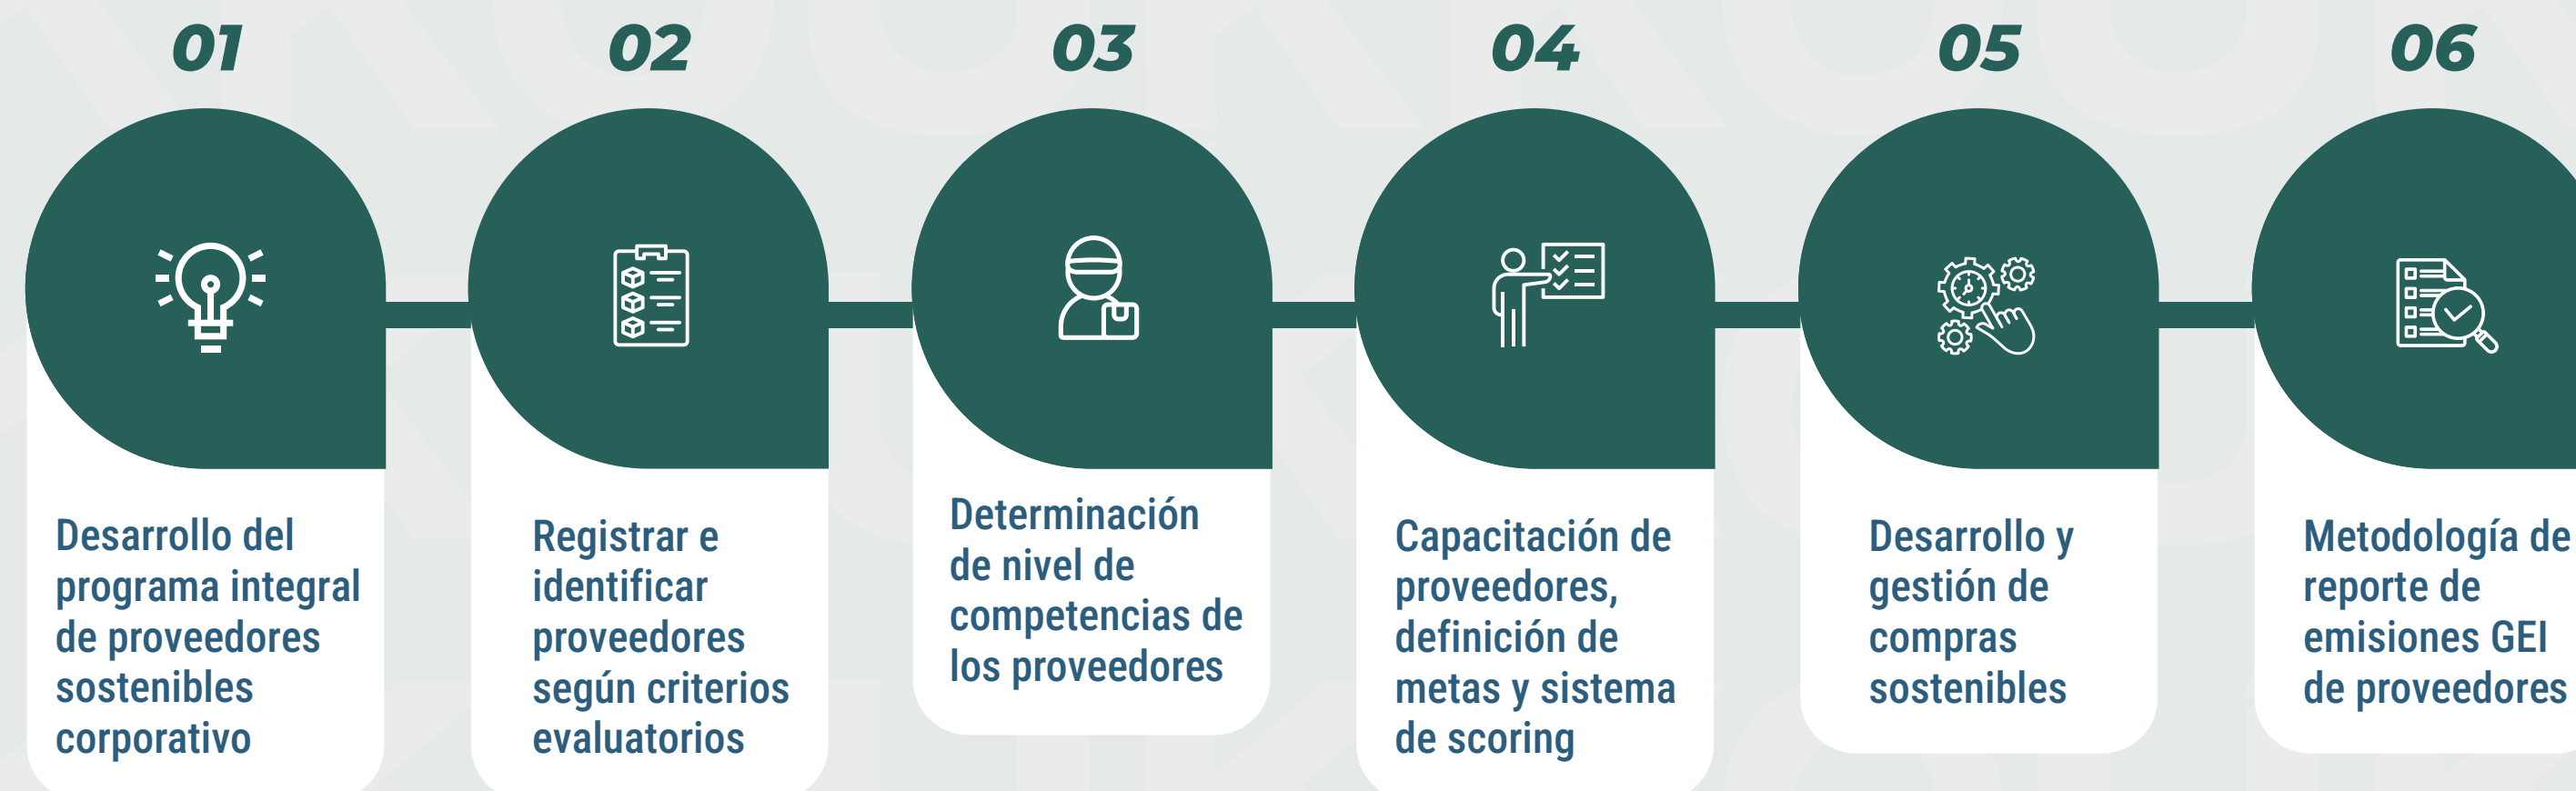 01
Desarrollo del
programa integral
de proveedores
sostenibles
corporativo
02
Registrar e
identificar
proveedores
según criterios
evaluatorios
03
Determinación
de nivel de
competencias de
los proveedores
04
Capacitación de
proveedores,
definición de
metas y sistema
de scoring
05
Desarrollo y
gestión de
compras
sostenibles
06
Metodología de
reporte de
emisiones GEI
de proveedores